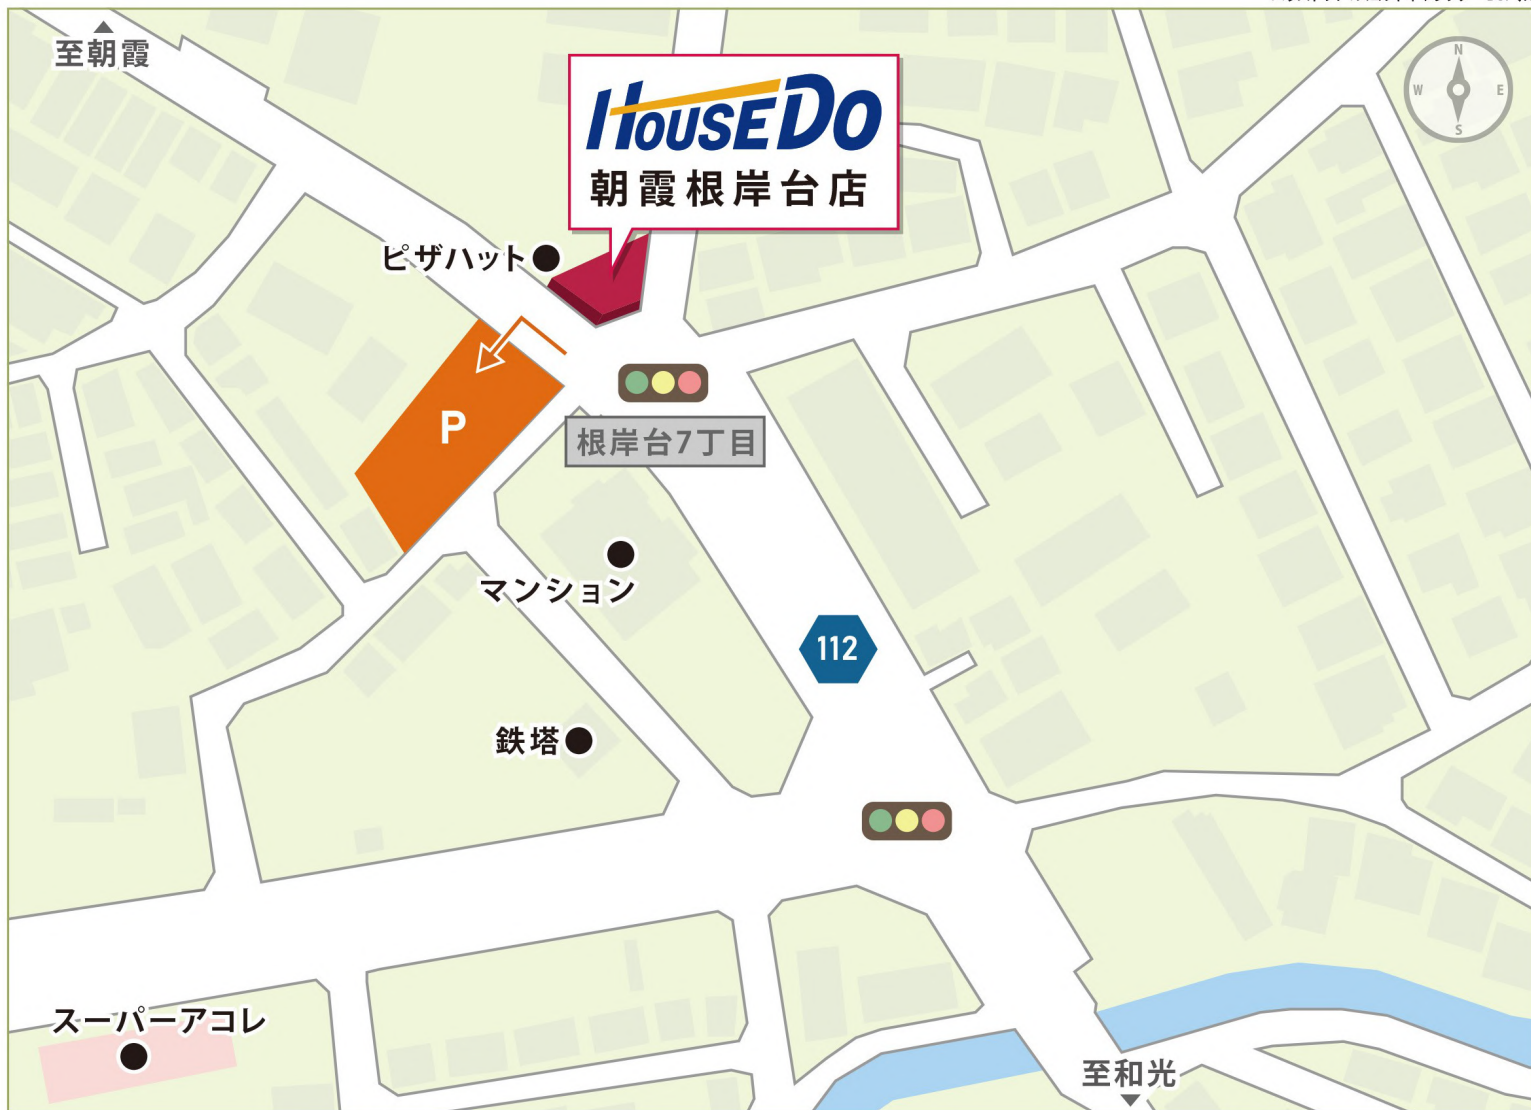 至朝霞
N
W
E
S
HOUSEDO
朝霞根岸台店
ピザハット
P
根岸台7丁目
マンション
112
鉄塔
スーパーアコレ
至和光